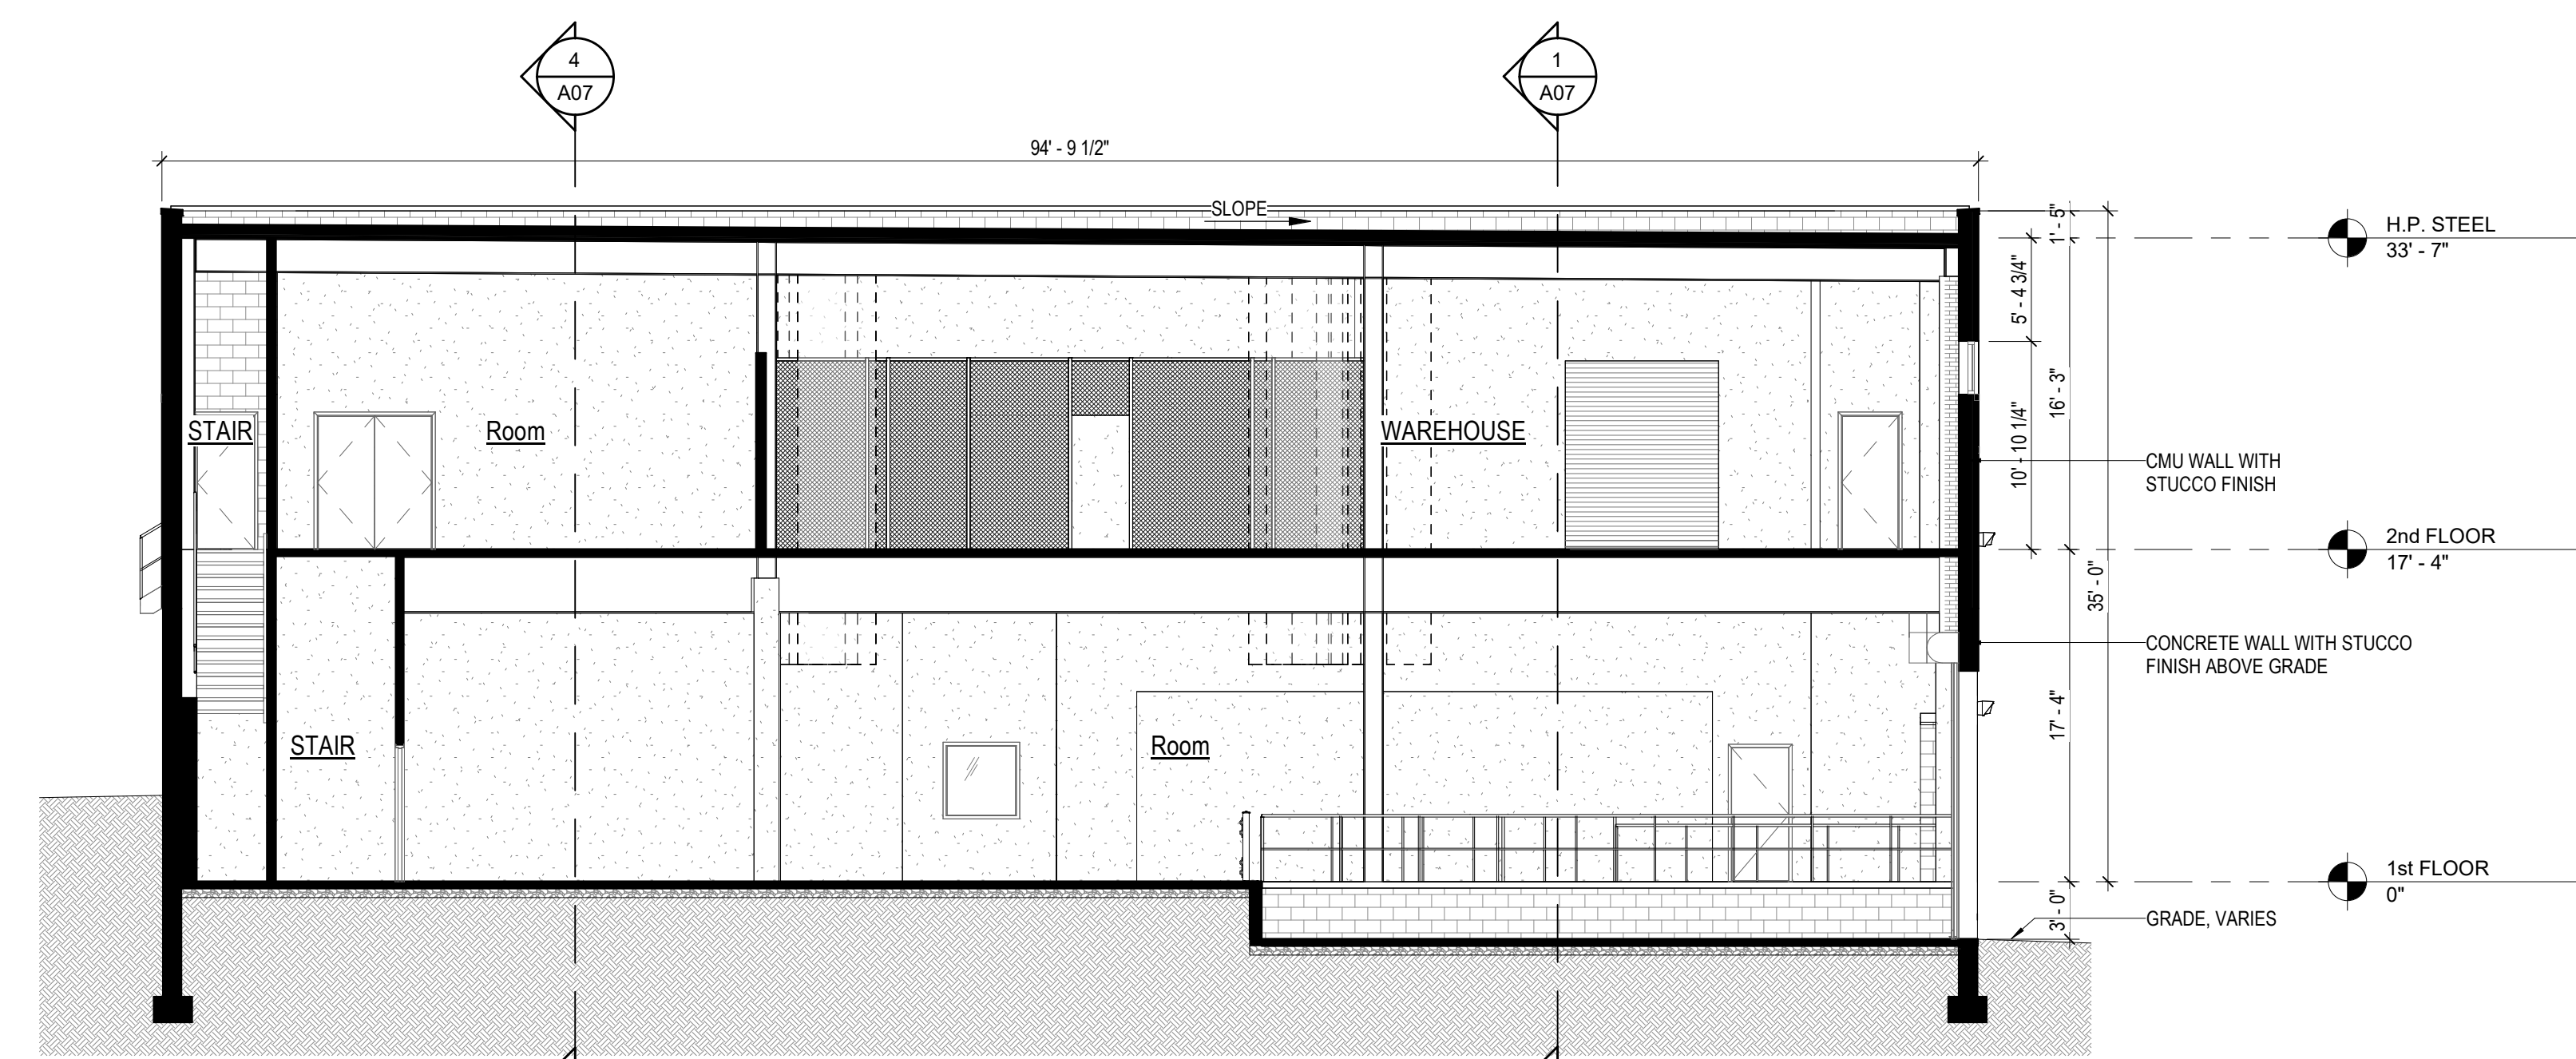 4
A07
1
A07
94' - 9 1/2"
SLOPE
1' - 5"
H.P. STEEL
33' - 7"
5' - 4 3/4"
16' - 3"
10' - 10 1/4"
STAIR
Room
WAREHOUSE
CMU WALL WITH
STUCCO FINISH
2nd FLOOR
17' - 4"
35' - 0"
CONCRETE WALL WITH STUCCO
FINISH ABOVE GRADE
17' - 4"
STAIR
Room
1st FLOOR
0"
3' - 0"
GRADE, VARIES